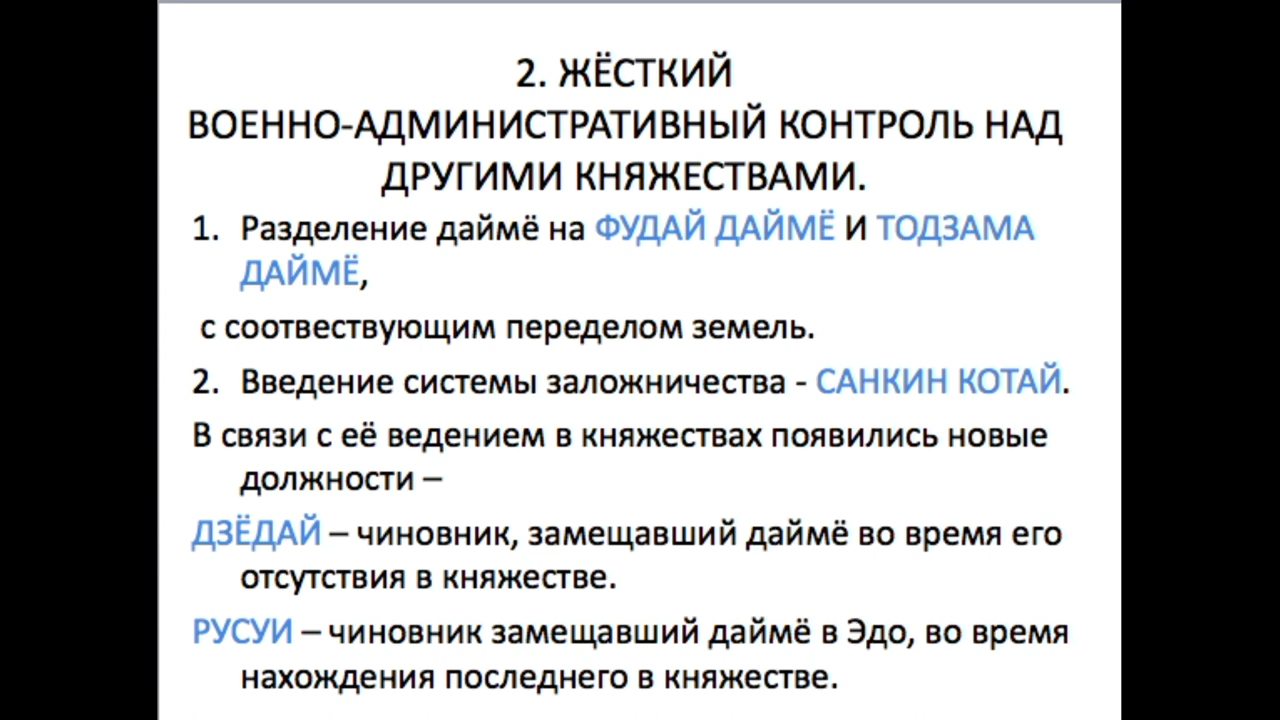 2. ЖЁСТКИЙ
ВОЕННО-АДМИНИСТРАТИВНЫЙ КОНТРОЛЬ НАД
ДРУГИМИ КНЯЖЕСТВАМИ.
1. Разделение даймё на ФУДАЙ ДАЙМЁ И ТОДЗАМА
ДАЙМЁ,
с соотвествующим переделом земель.
2. Введение системы заложничества - САНКИН КОТАЙ.
В связи с её ведением в княжествах появились новые
должности –
ДЗЁДАЙ – чиновник, замещавший даймё во время его
отсутствия в княжестве.
РУСУИ – чиновник замещавший даймё в Эдо, во время
нахождения последнего в княжестве.